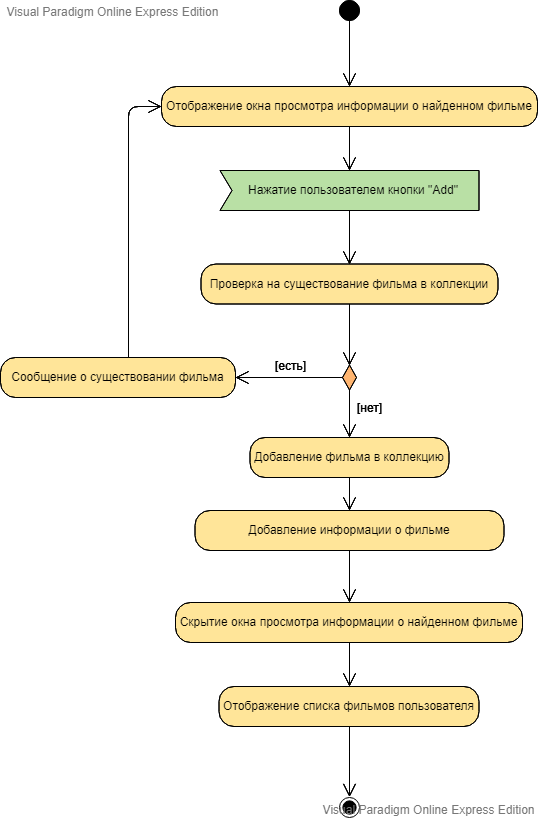 Visual Paradigm Online Express Edition
Отображение окна просмотра информации о найденном фильме
Нажатие пользователем кнопки "Add"
Проверка на существование фильма в коллекции
[есть]
Сообщение о существовании фильма
[нет]
Добавление фильма в коллекцию
Добавление информации о фильме
Скрытие окна просмотра информации о найденном фильме
Отображение списка фильмов пользователя
Visual Paradigm Online Express Edition